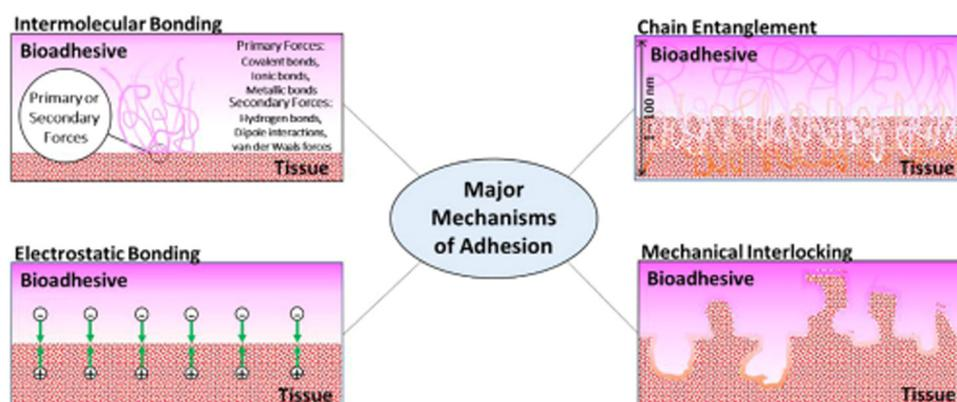 Intermolecular Bonding
Bioadhesive
Primary or
Secondary
Forces
Primary Forces:
Covalent bonds,
Ionic bonds,
Metallic bonds
Secondary Forces:
Hydrogen bonds,
Dipole interactions,
van der Waals forces
Tissue
Chain Entanglement
Bioadhesive
1 - 100 nm
Tissue
Major
Mechanisms
of Adhesion
Electrostatic Bonding
Bioadhesive
- - - - - -
+ + + + + +
Tissue
Mechanical Interlocking
Bioadhesive
Tissue